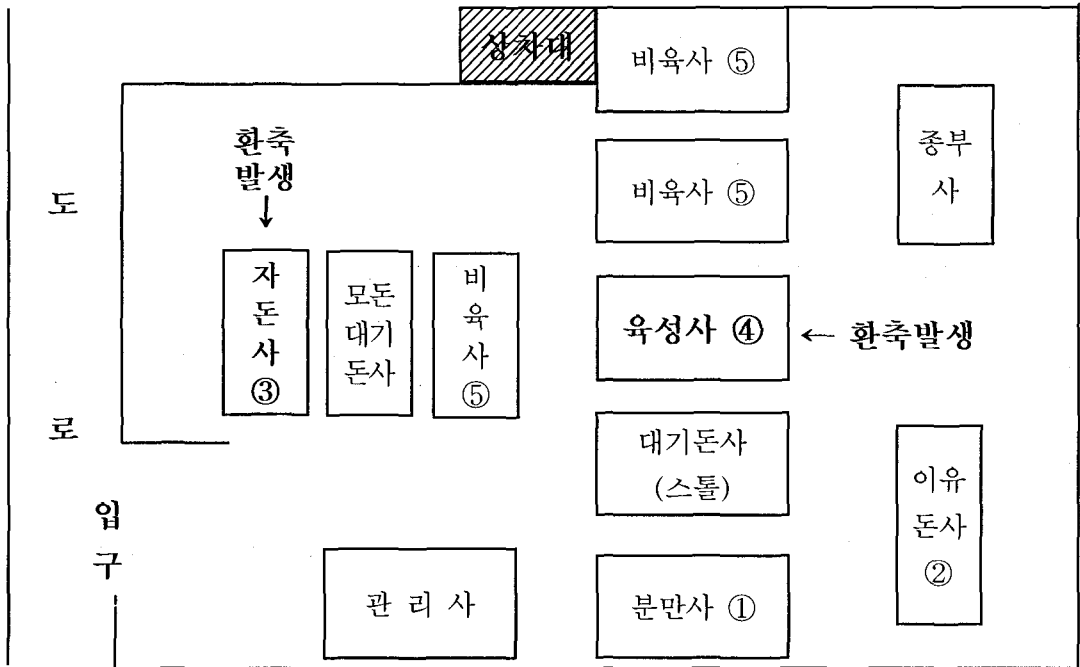 상차대
비육사 ⑤
종부
사
환축
발생
↓
비육사 ⑤
도
로
자
돈
사
③
모돈
대기
돈사
비
육
사
⑤
육성사 ④
← 환축발생
대기돈사
(스톨)
이유
돈사
②
입
구
관 리 사
분만사 ①